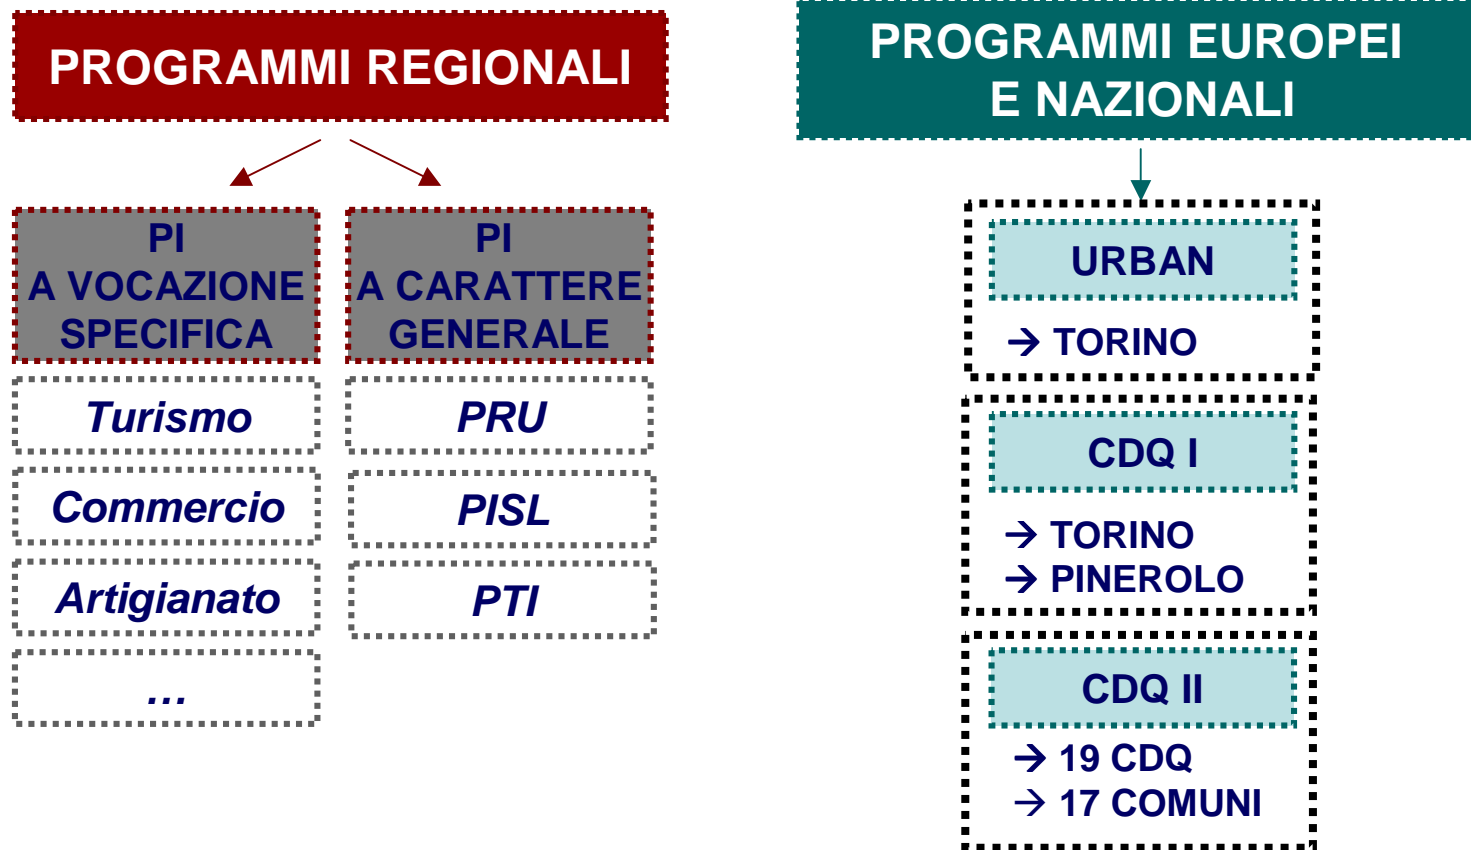 PROGRAMMI REGIONALI
PI
A VOCAZIONE
SPECIFICA
Turismo
Commercio
Artigianato
…
PI
A CARATTERE
GENERALE
PRU
PISL
PTI
PROGRAMMI EUROPEI
E NAZIONALI
URBAN
→ TORINO
CDQ I
→ TORINO
→ PINEROLO
CDQ II
→ 19 CDQ
→ 17 COMUNI